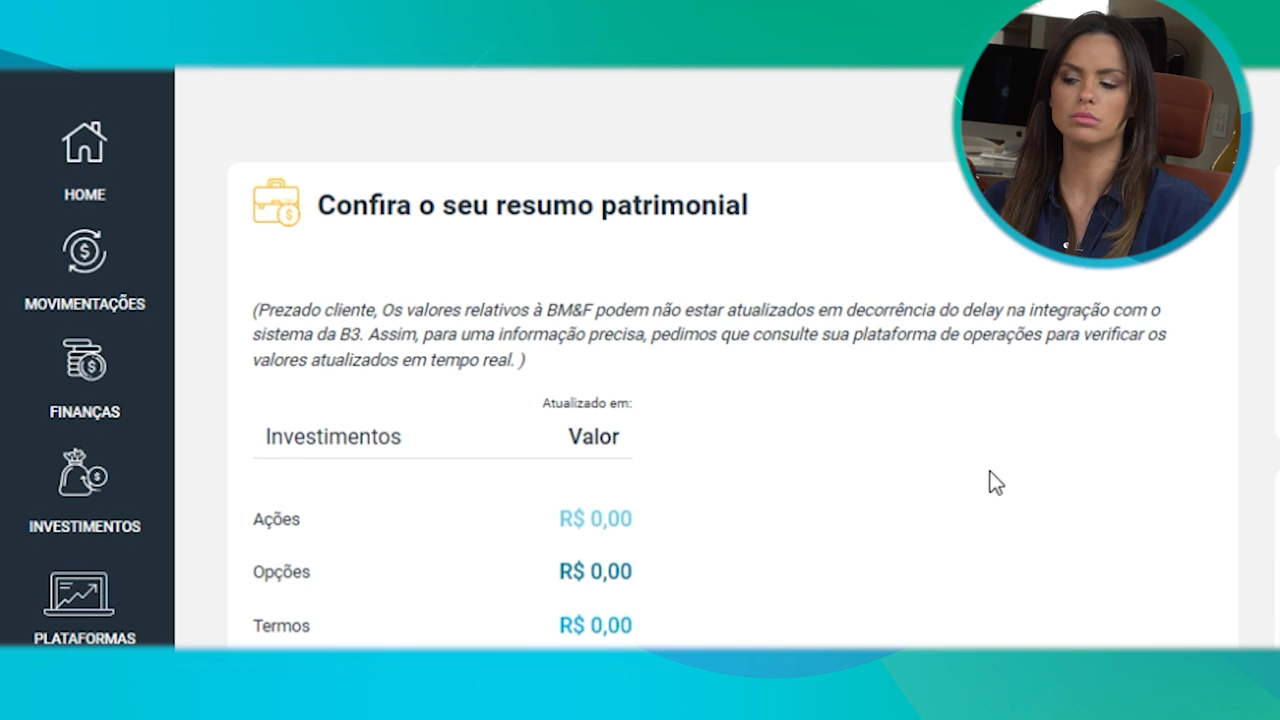 HOME
MOVIMENTAÇÕES
FINANÇAS
INVESTIMENTOS
PLATAFORMAS
Confira o seu resumo patrimonial
(Prezado cliente, Os valores relativos à BM&F podem não estar atualizados em decorrência do delay na integração com o
sistema da B3. Assim, para uma informação precisa, pedimos que consulte sua plataforma de operações para verificar os
valores atualizados em tempo real. )
Atualizado em:
Investimentos Valor
Ações R$ 0,00
Opções R$ 0,00
Termos R$ 0,00